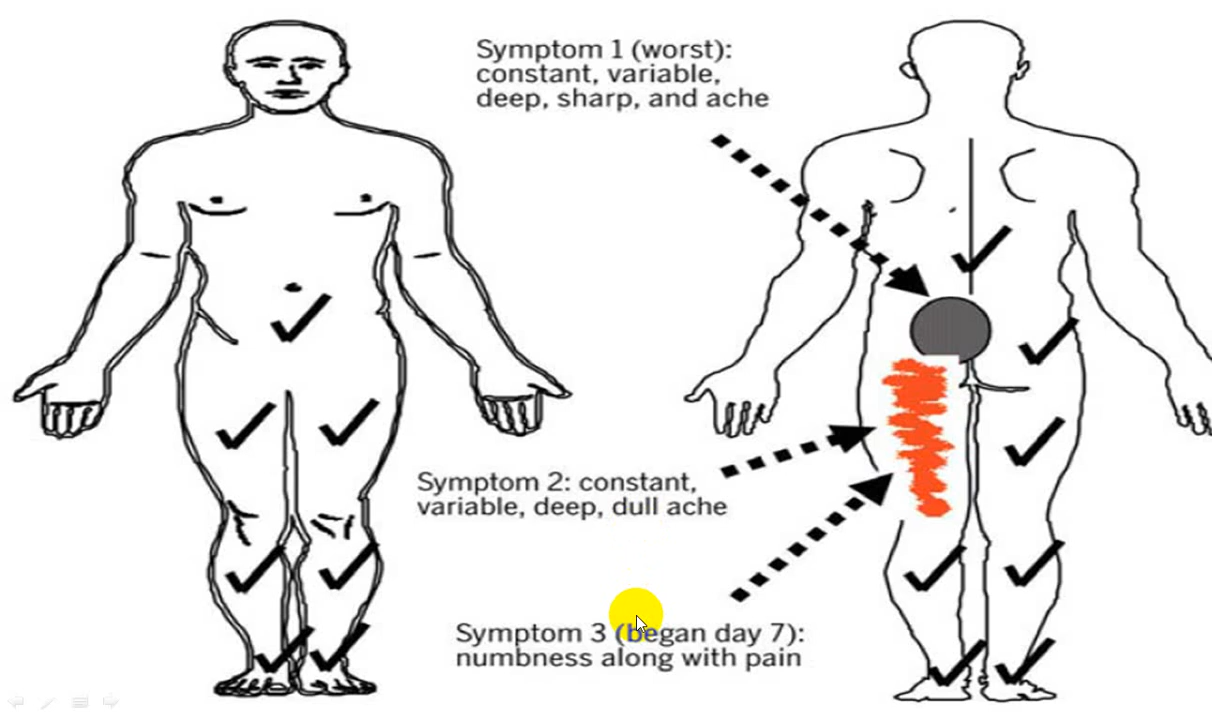 Symptom 1 (worst):
constant, variable,
deep, sharp, and ache
Symptom 2: constant,
variable, deep, dull ache
Symptom 3 (began day 7):
numbness along with pain